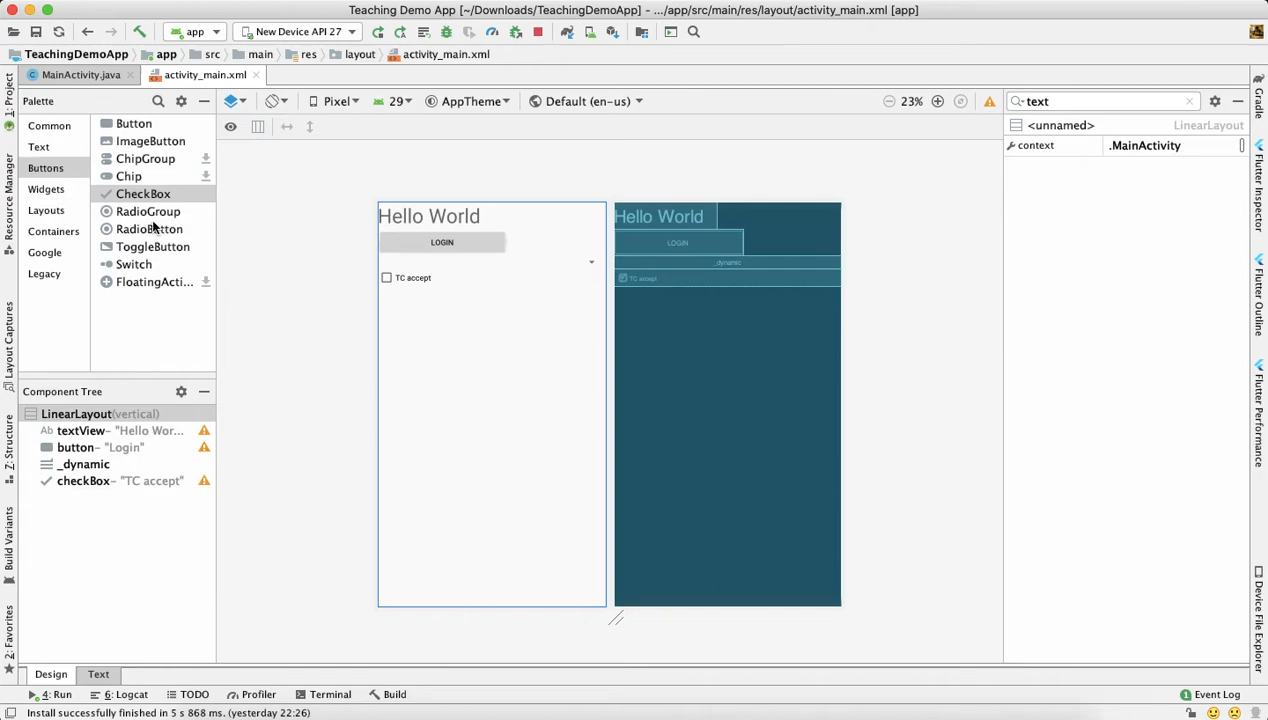 Teaching Demo App [~/Downloads/TeachingDemoApp] - .../app/src/main/res/layout/activity_main.xml [app]
app
New Device API 27
TeachingDemoApp
app
src
main
res
layout
activity_main.xml
MainActivity.java
activity_main.xml
1: Project
Resource Manager
Layout Captures
Z: Structure
Build Variants
2: Favorites
Palette
Common
Text
Buttons
Widgets
Layouts
Containers
Google
Legacy
Button
ImageButton
ChipGroup
Chip
CheckBox
RadioGroup
RadioButton
ToggleButton
Switch
FloatingActi...
Component Tree
LinearLayout(vertical)
Ab textView- "Hello Wor...
button- "Login"
_dynamic
checkBox- "TC accept"
Pixel
29
AppTheme
Default (en-us)
23%
Hello World
LOGIN
TC accept
Hello World
LOGIN
_dynamic
TC accept
text
<unnamed> LinearLayout
context .MainActivity
Gradle
Flutter Inspector
Flutter Outline
Flutter Performance
Device File Explorer
Design
Text
4: Run
6: Logcat
TODO
Profiler
Terminal
Build
1 Event Log
Install successfully finished in 5 s 868 ms. (yesterday 22:26)